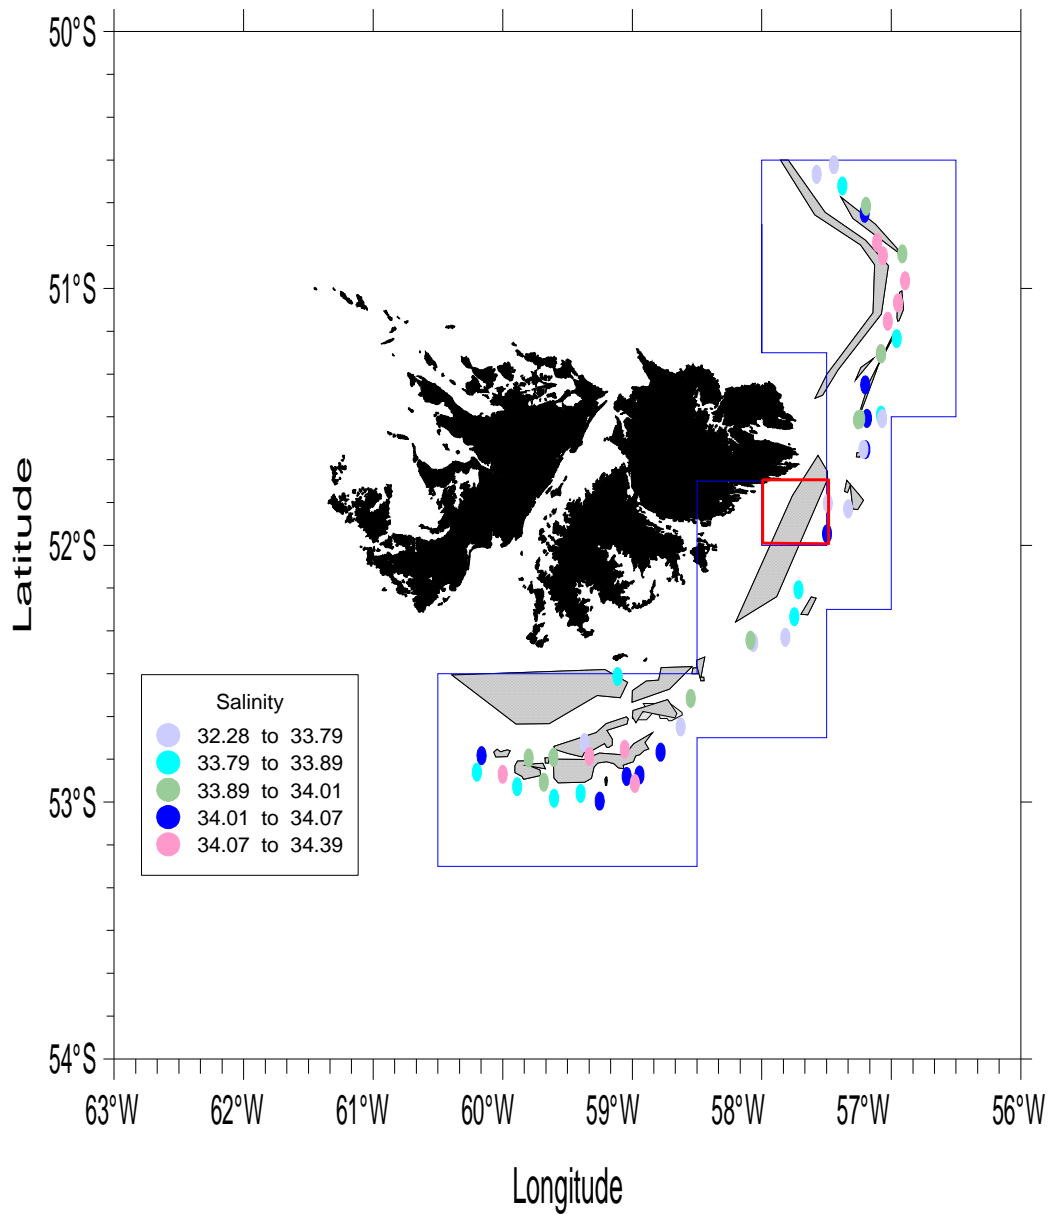 50°S
51°S
52°S
53°S
54°S
Latitude
Salinity
32.28 to 33.79
33.79 to 33.89
33.89 to 34.01
34.01 to 34.07
34.07 to 34.39
63°W 62°W 61°W 60°W 59°W 58°W 57°W 56°W
Longitude